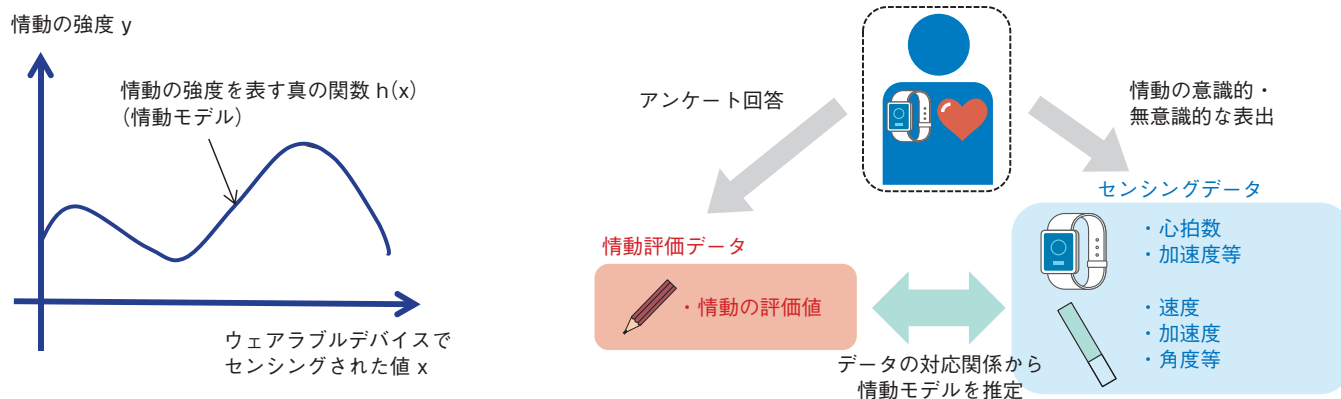 情動の強度 y
情動の強度を表す真の関数 h(x)
(情動モデル)
ウェアラブルデバイスで
センシングされた値 x
アンケート回答
情動の意識的・
無意識的な表出
情動評価データ
・情動の評価値
センシングデータ
・心拍数
・加速度等
・速度
・加速度
・角度等
データの対応関係から
情動モデルを推定